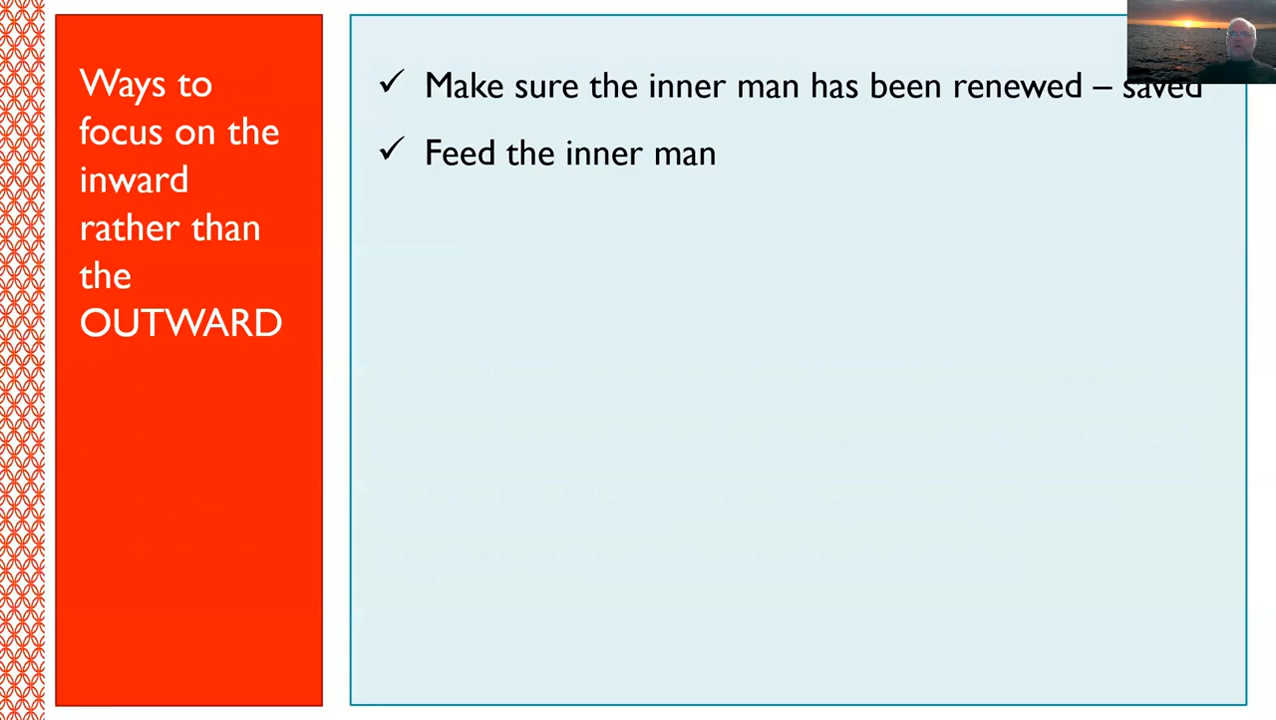 Ways to
focus on the
inward
rather than
the
OUTWARD
✓ Make sure the inner man has been renewed – saved
✓ Feed the inner man